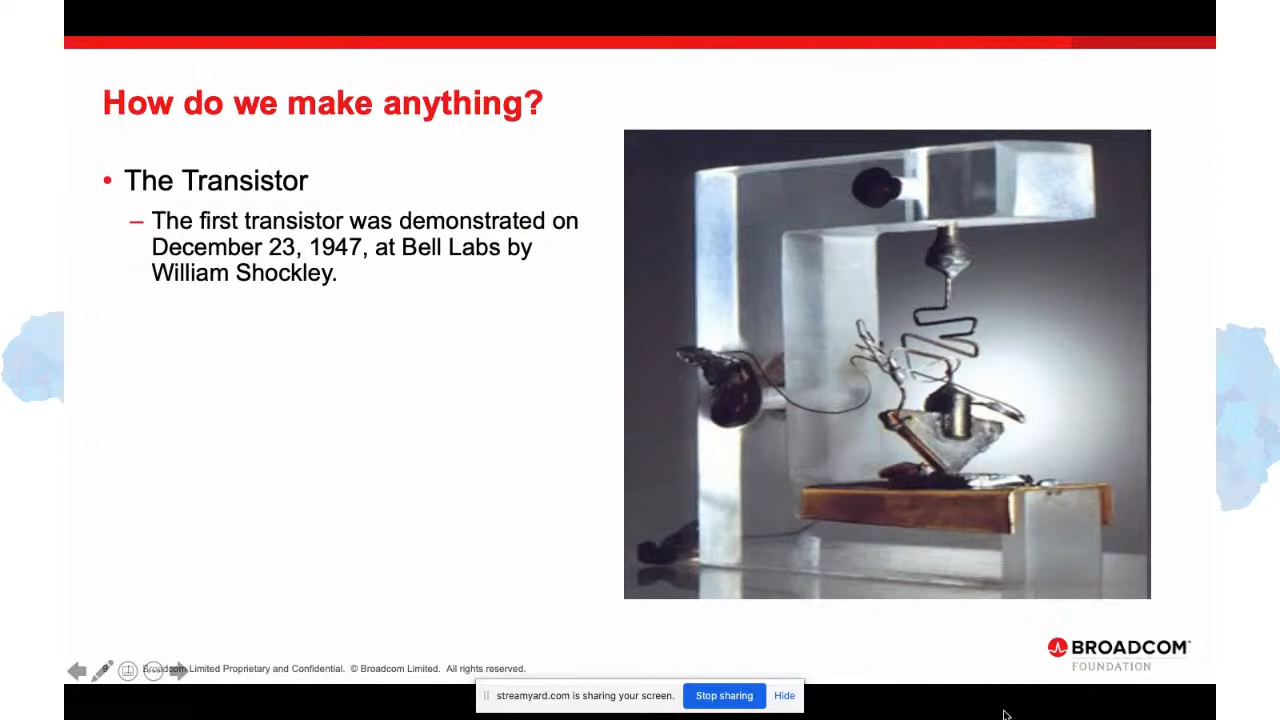 How do we make anything?
• The Transistor
– The first transistor was demonstrated on
December 23, 1947, at Bell Labs by
William Shockley.
BROADCOM
FOUNDATION
Broadcom Limited Proprietary and Confidential. © Broadcom Limited. All rights reserved.
streamyard.com is sharing your screen. Stop sharing Hide